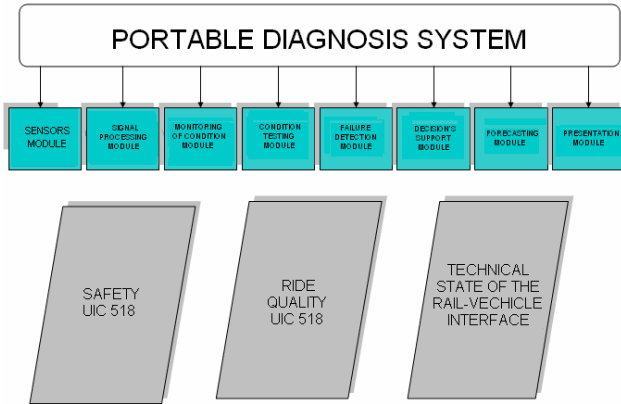 PORTABLE DIAGNOSIS SYSTEM
SENSORS
MODULE
SIGNAL
PROCESSING
MODULE
MONITORING
OF CONDITION
MODULE
CONDITION
TESTING
MODULE
FAILURE
DETECTION
MODULE
DECISION'S
SUPPORT
MODULE
FORECASTING
MODULE
PRESENTATION
MODULE
SAFETY
UIC 518
RIDE
QUALITY
UIC 518
TECHNICAL
STATE OF THE
RAIL-VECHICLE
INTERFACE